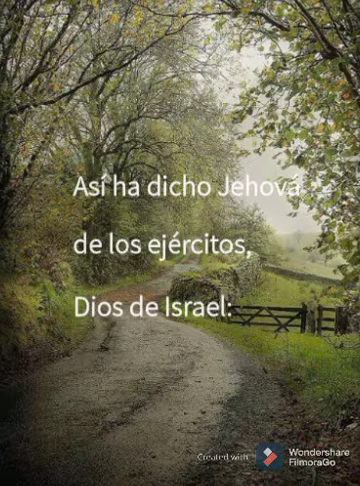 Así ha dicho Jehová
de los ejércitos,
Dios de Israel:
Created with
Wondershare
FilmoraGo